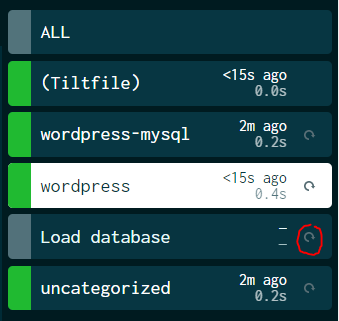 ALL
(Tiltfile) <15s ago
0.0s
wordpress-mysql 2m ago
0.2s
wordpress <15s ago
0.4s
Load database –
–
uncategorized 2m ago
0.2s